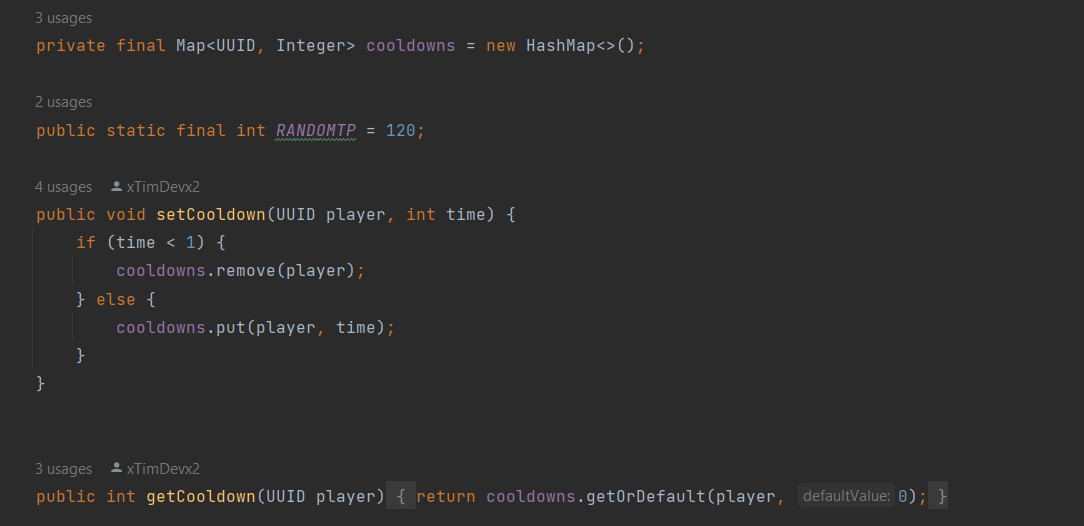 3 usages
private final Map<UUID, Integer> cooldowns = new HashMap<>();
2 usages
public static final int RANDOMTP = 120;
4 usages xTimDevx2
public void setCooldown(UUID player, int time) {
if (time < 1) {
cooldowns.remove(player);
} else {
cooldowns.put(player, time);
}
}
3 usages xTimDevx2
public int getCooldown(UUID player) { return cooldowns.getOrDefault(player, defaultValue: 0); }